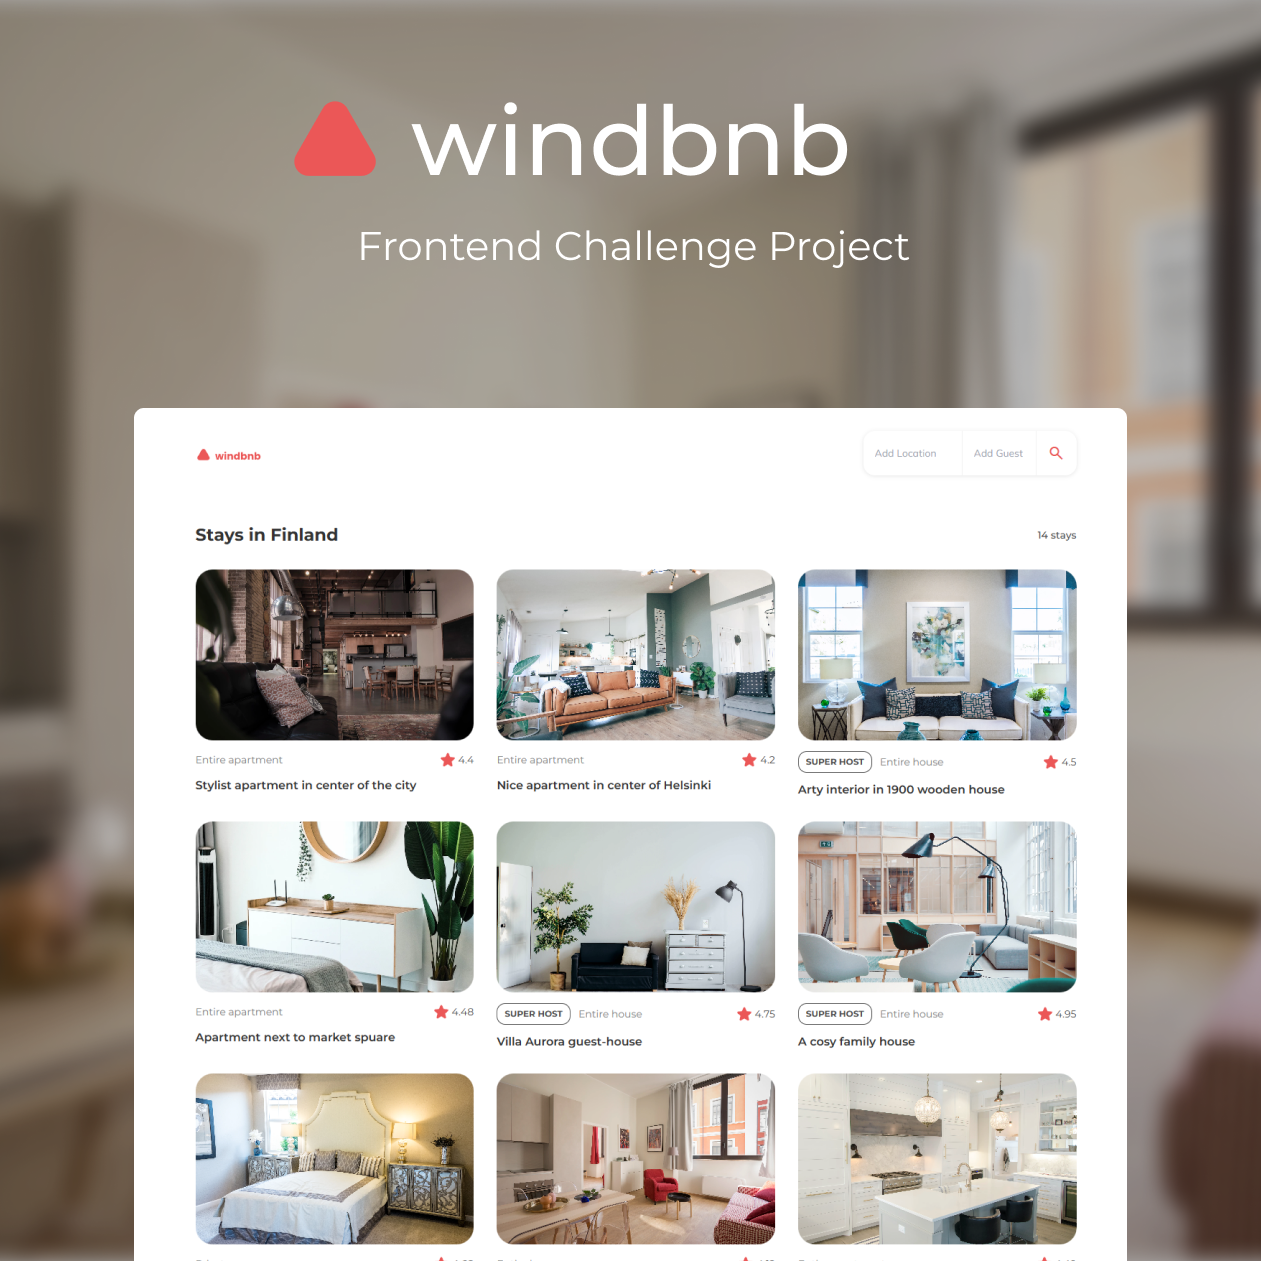 windbnb
Frontend Challenge Project
windbnb
Add Location
Add Guest
Stays in Finland
14 stays
Entire apartment
4.4
Stylist apartment in center of the city
Entire apartment
4.2
Nice apartment in center of Helsinki
SUPER HOST
Entire house
4.5
Arty interior in 1900 wooden house
Entire apartment
4.48
Apartment next to market spuare
SUPER HOST
Entire house
4.75
Villa Aurora guest-house
SUPER HOST
Entire house
4.95
A cosy family house